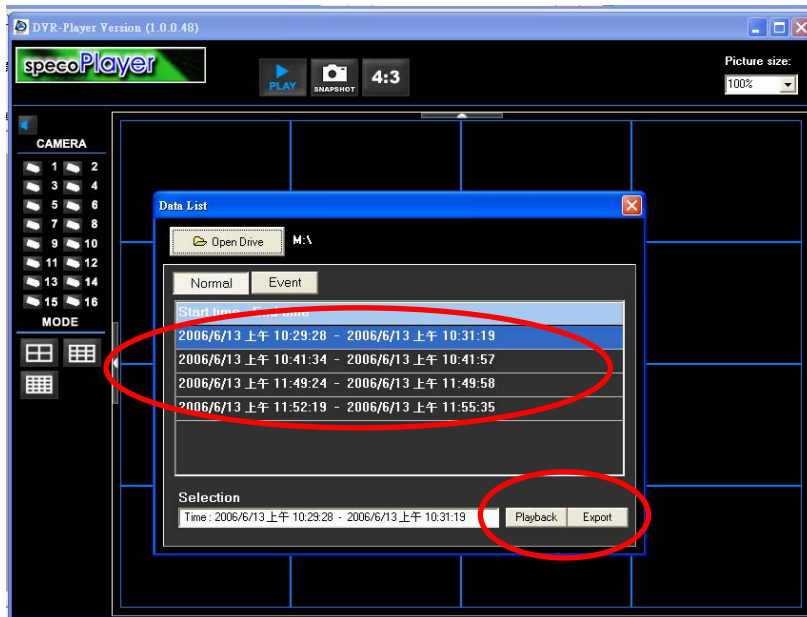 DVR-Player Version (1.0.0.48)
specoPlayer
PLAY
SNAPSHOT
4:3
Picture size:
100%
CAMERA
1 2
3 4
5 6
7 8
9 10
11 12
13 14
15 16
MODE
Data List
Open Drive M:\
Normal Event
Start time - End time
2006/6/13 上午 10:29:28 - 2006/6/13 上午 10:31:19
2006/6/13 上午 10:41:34 - 2006/6/13 上午 10:41:57
2006/6/13 上午 11:49:24 - 2006/6/13 上午 11:49:58
2006/6/13 上午 11:52:19 - 2006/6/13 上午 11:55:35
Selection
Time : 2006/6/13 上午 10:29:28 - 2006/6/13 上午 10:31:19
Playback Export